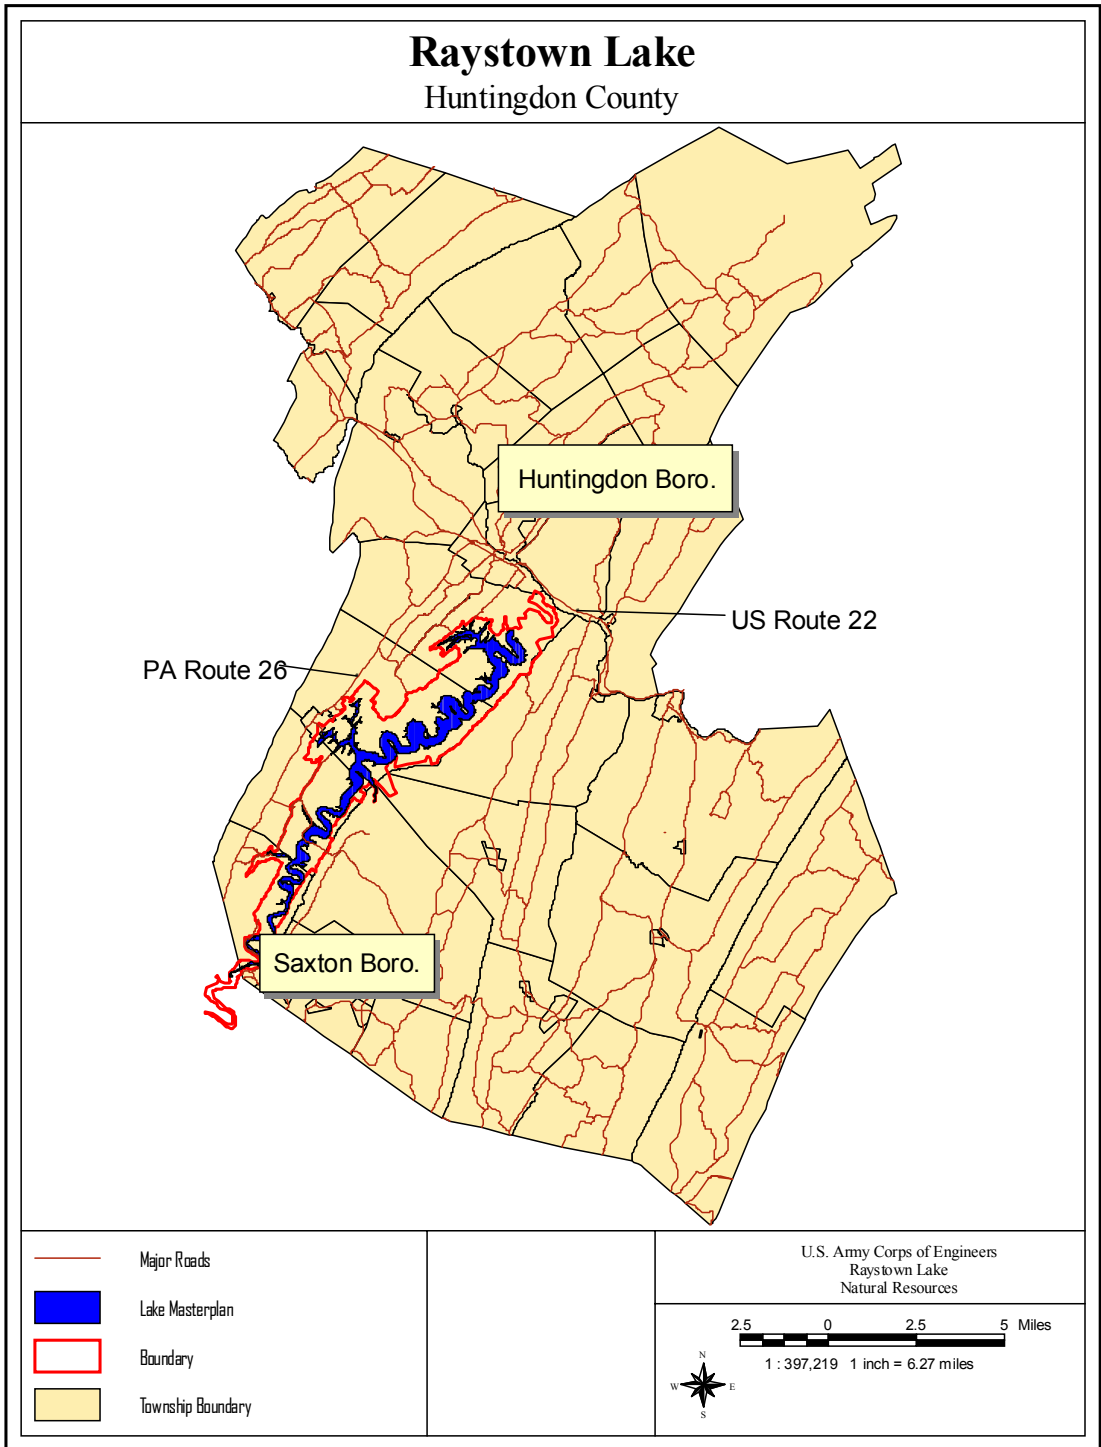 Raystown Lake
Huntingdon County
Huntingdon Boro.
US Route 22
PA Route 26
Saxton Boro.
Major Roads
Lake Masterplan
Boundary
Township Boundary
U.S. Army Corps of Engineers
Raystown Lake
Natural Resources
2.5 0 2.5 5 Miles
1 : 397,219 1 inch = 6.27 miles
N
W E
S